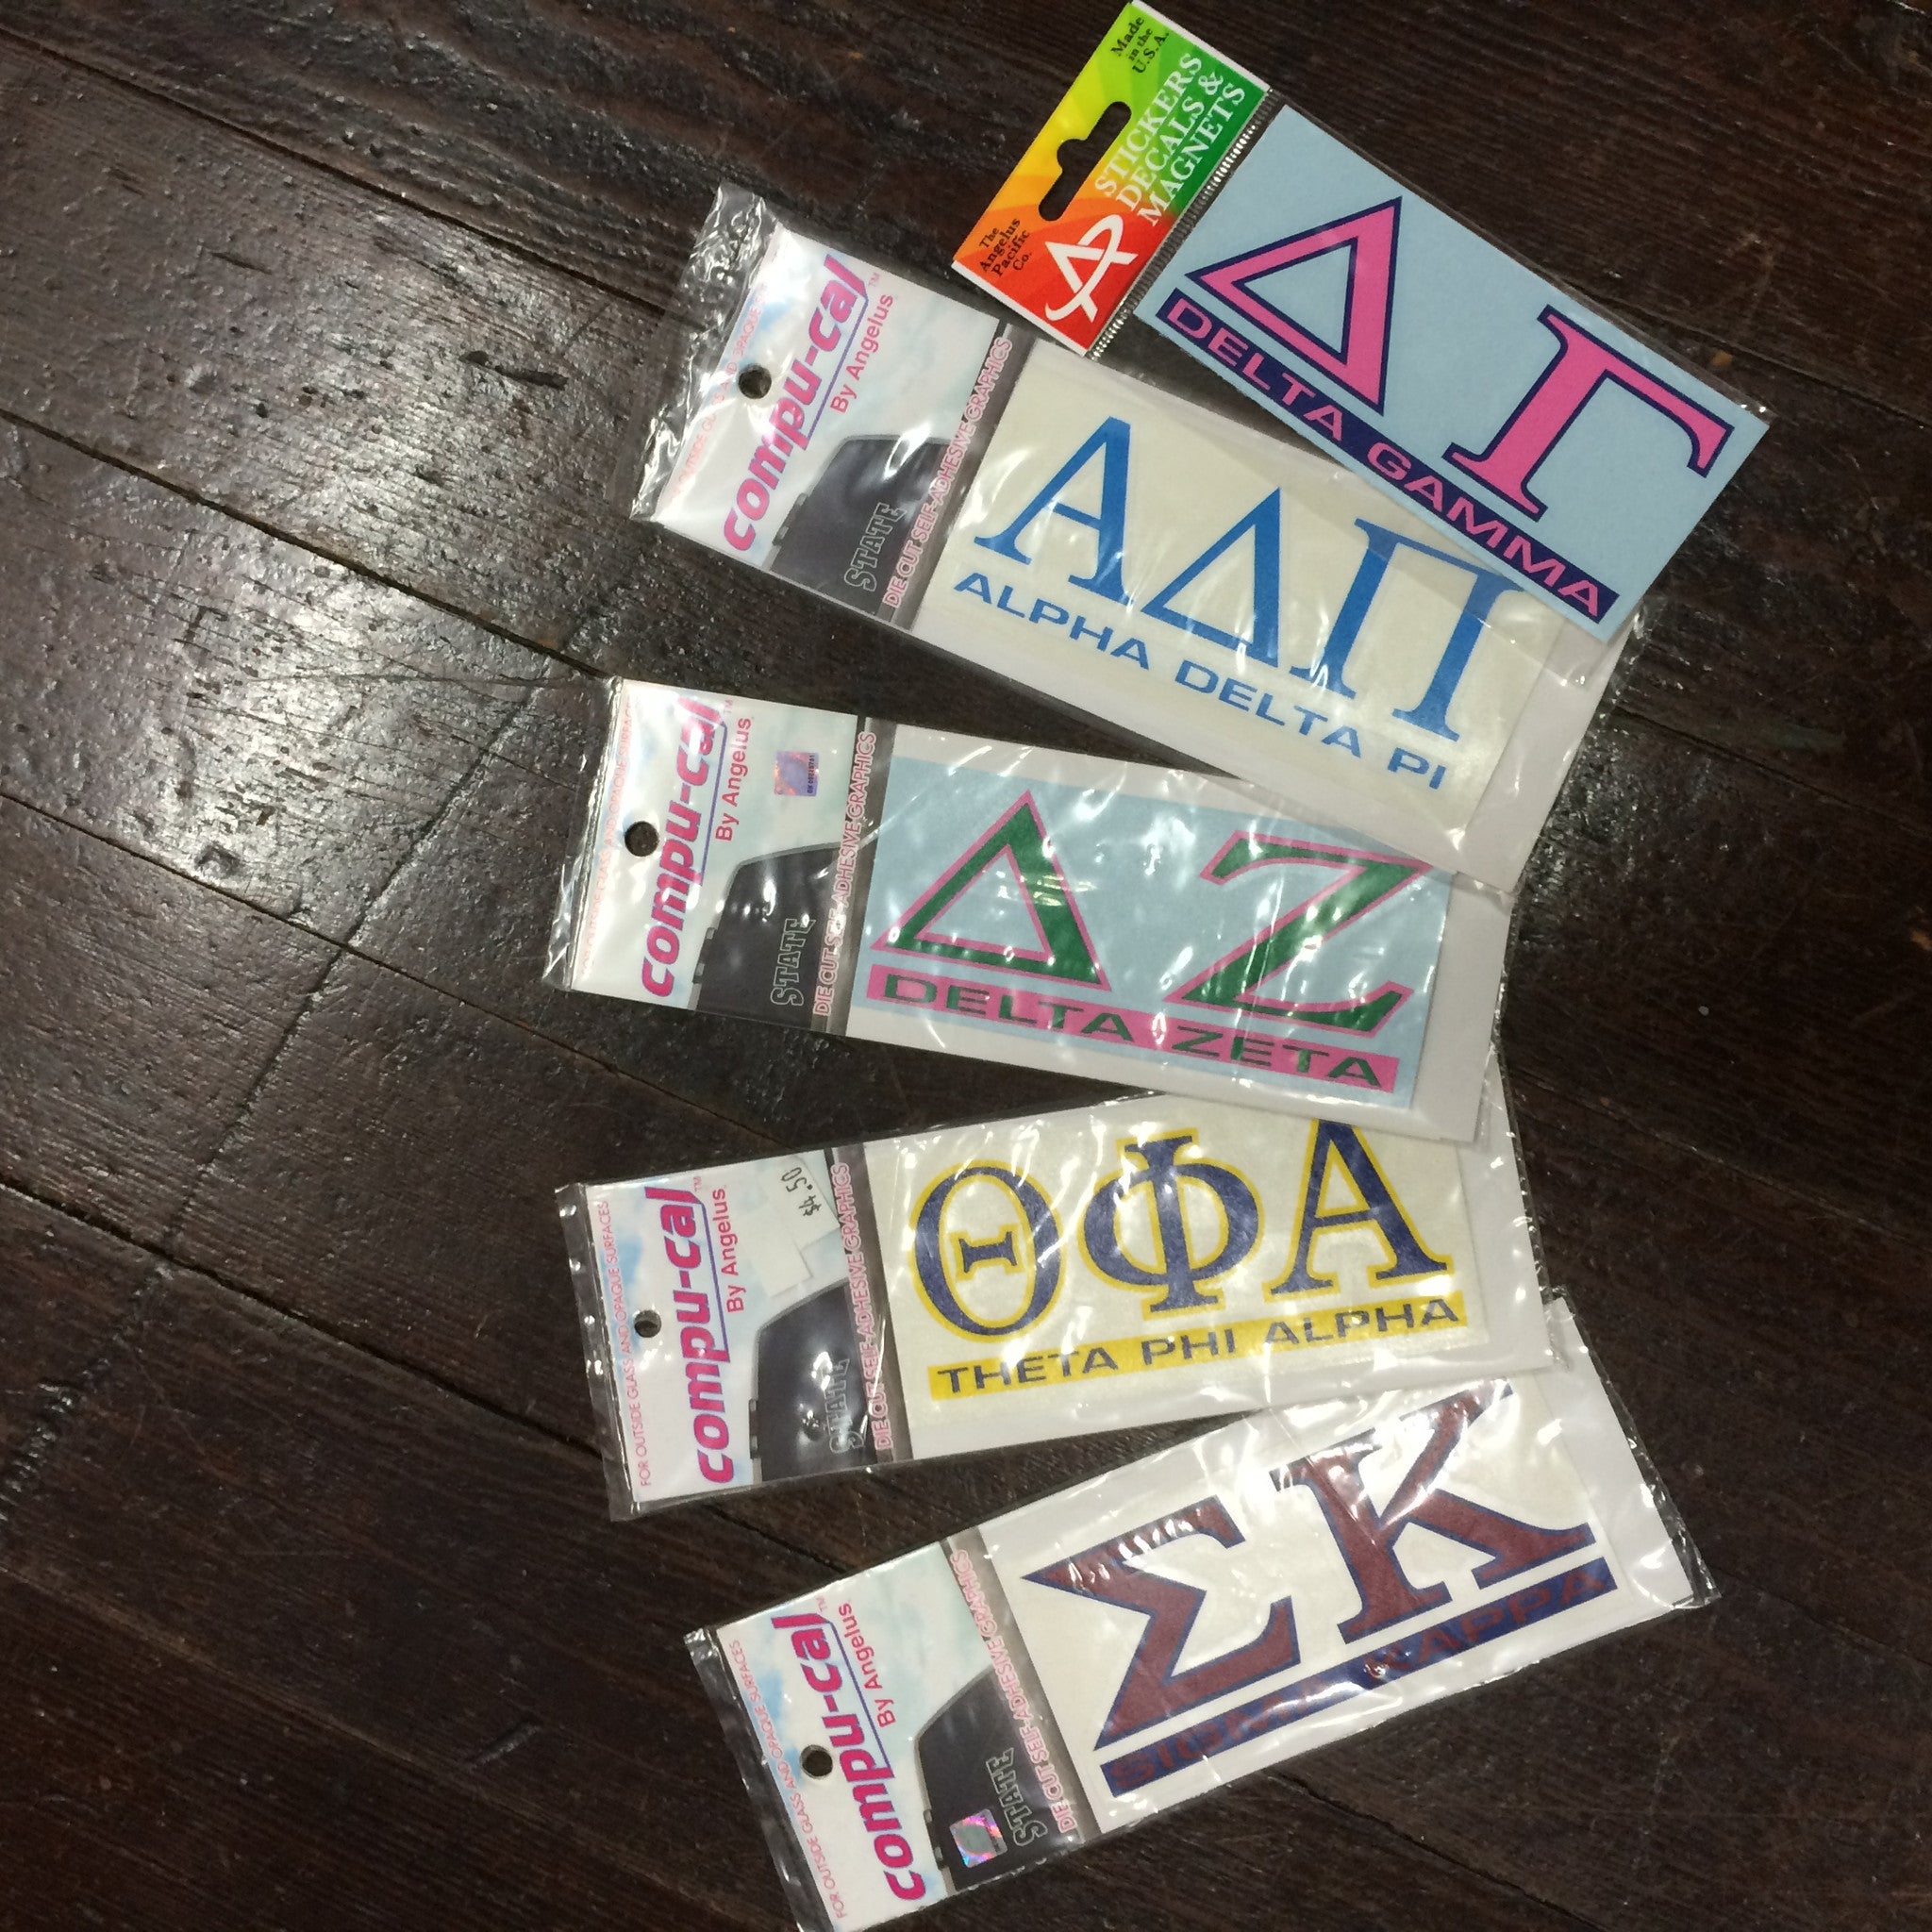 Made
in the
U.S.A.
STICKERS
DECALS &
MAGNETS
The
Angelus
Pacific
Co.
ΔΓ
DELTA GAMMA
compu-cal™
By Angelus
STATE
DIE CUT SELF-ADHESIVE GRAPHICS
ΑΔΠ
ALPHA DELTA PI
compu-cal™
By Angelus
STATE
DIE CUT SELF-ADHESIVE GRAPHICS
ΔΖ
DELTA ZETA
FOR OUTSIDE GLASS AND OPAQUE SURFACES
compu-cal™
By Angelus
$4.50
STATE
DIE CUT SELF-ADHESIVE GRAPHICS
ΘΦΑ
THETA PHI ALPHA
FOR OUTSIDE GLASS AND OPAQUE SURFACES
compu-cal™
By Angelus
STATE
DIE CUT SELF-ADHESIVE GRAPHICS
ΣΚ
SIGMA KAPPA